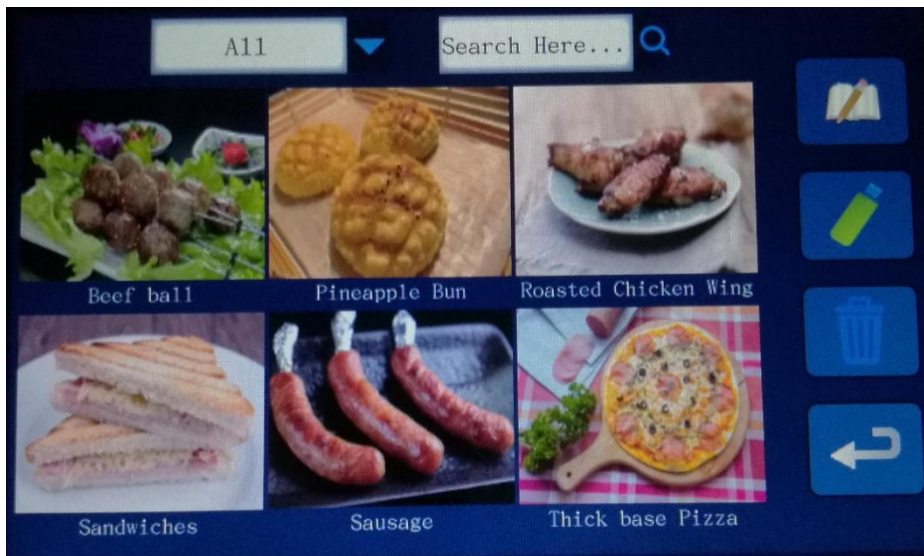 All
Search Here...
Beef ball
Pineapple Bun
Roasted Chicken Wing
Sandwiches
Sausage
Thick base Pizza